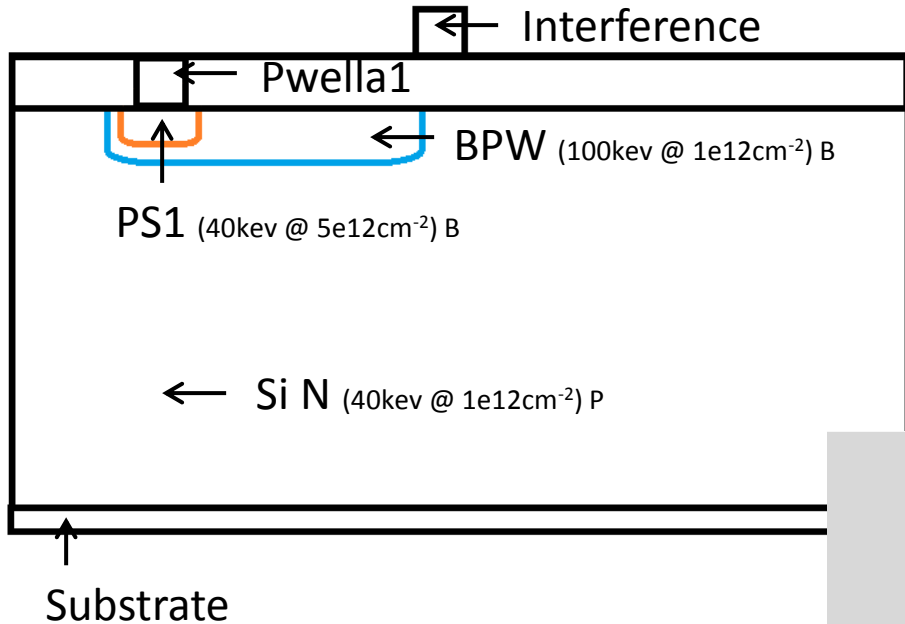 Interference
Pwella1
BPW (100kev @ 1e12cm⁻²) B
PS1 (40kev @ 5e12cm⁻²) B
Si N (40kev @ 1e12cm⁻²) P
Substrate